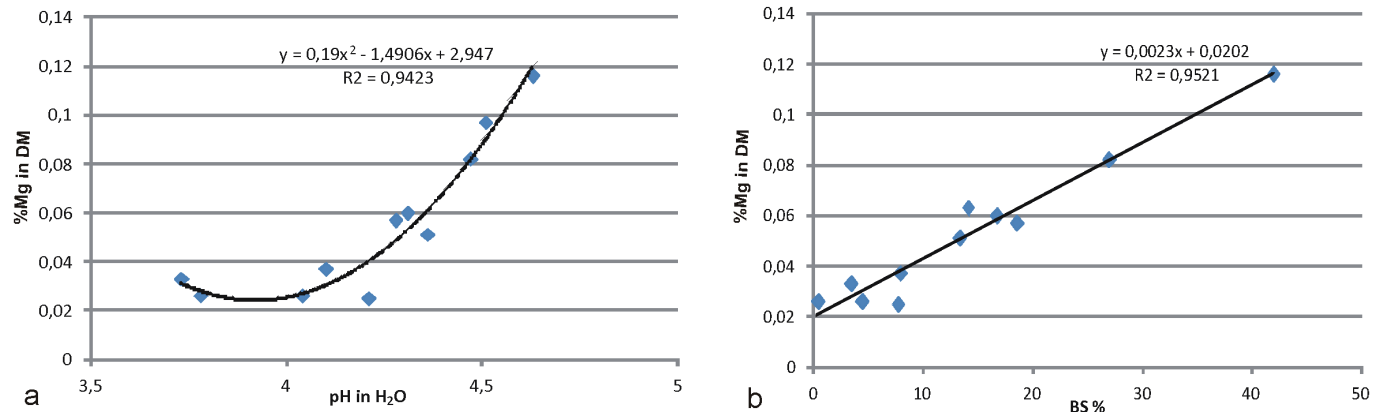 0,14
0,12
0,1
0,08
0,06
0,04
0,02
0
%Mg in DM
y = 0,19x² - 1,4906x + 2,947
R2 = 0,9423
3,5
4
4,5
5
pH in H₂O
a
0,14
0,12
0,1
0,08
0,06
0,04
0,02
0
%Mg in DM
y = 0,0023x + 0,0202
R2 = 0,9521
0
10
20
30
40
50
BS %
b